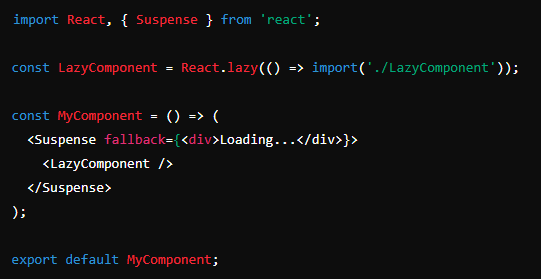 import React, { Suspense } from 'react';
const LazyComponent = React.lazy(() => import('./LazyComponent'));
const MyComponent = () => (
  <Suspense fallback={<div>Loading...</div>}>
    <LazyComponent />
  </Suspense>
);
export default MyComponent;